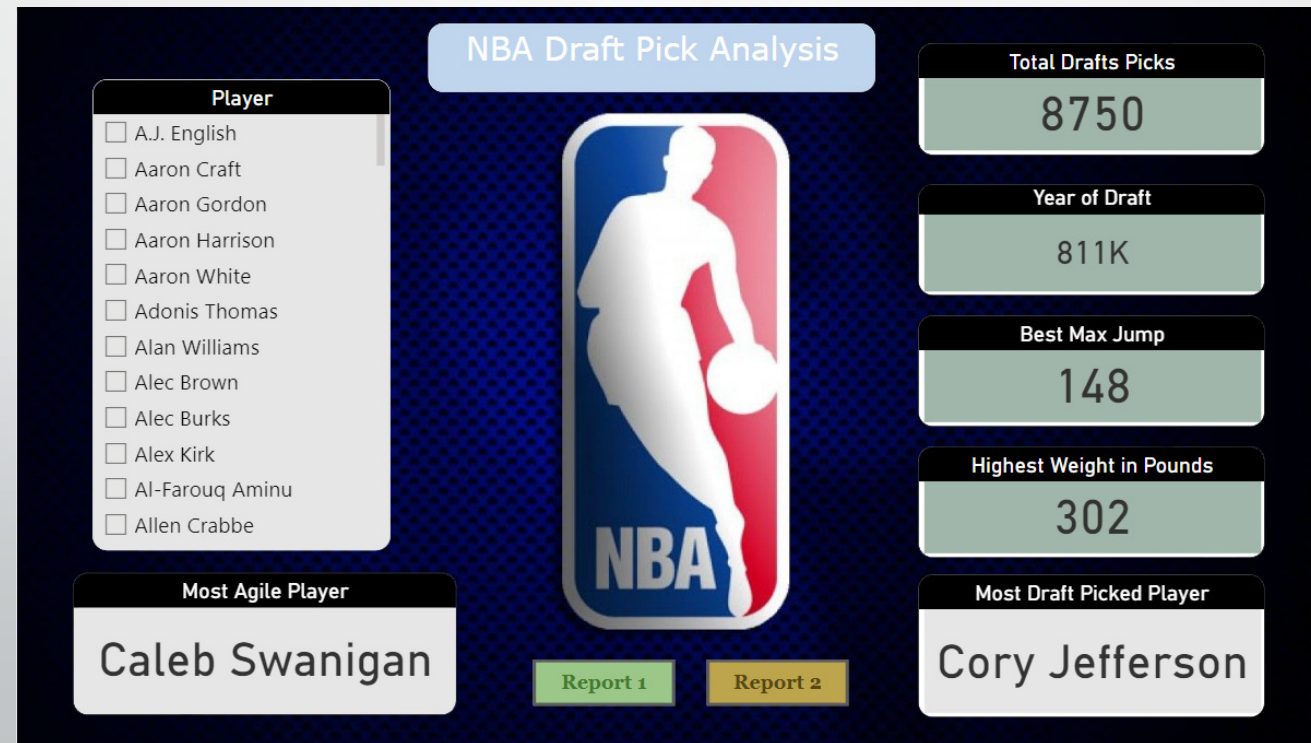 NBA Draft Pick Analysis
Player
A.J. English
Aaron Craft
Aaron Gordon
Aaron Harrison
Aaron White
Adonis Thomas
Alan Williams
Alec Brown
Alec Burks
Alex Kirk
Al-Farouq Aminu
Allen Crabbe
Most Agile Player
Caleb Swanigan
NBA
Report 1
Report 2
Total Drafts Picks
8750
Year of Draft
811K
Best Max Jump
148
Highest Weight in Pounds
302
Most Draft Picked Player
Cory Jefferson